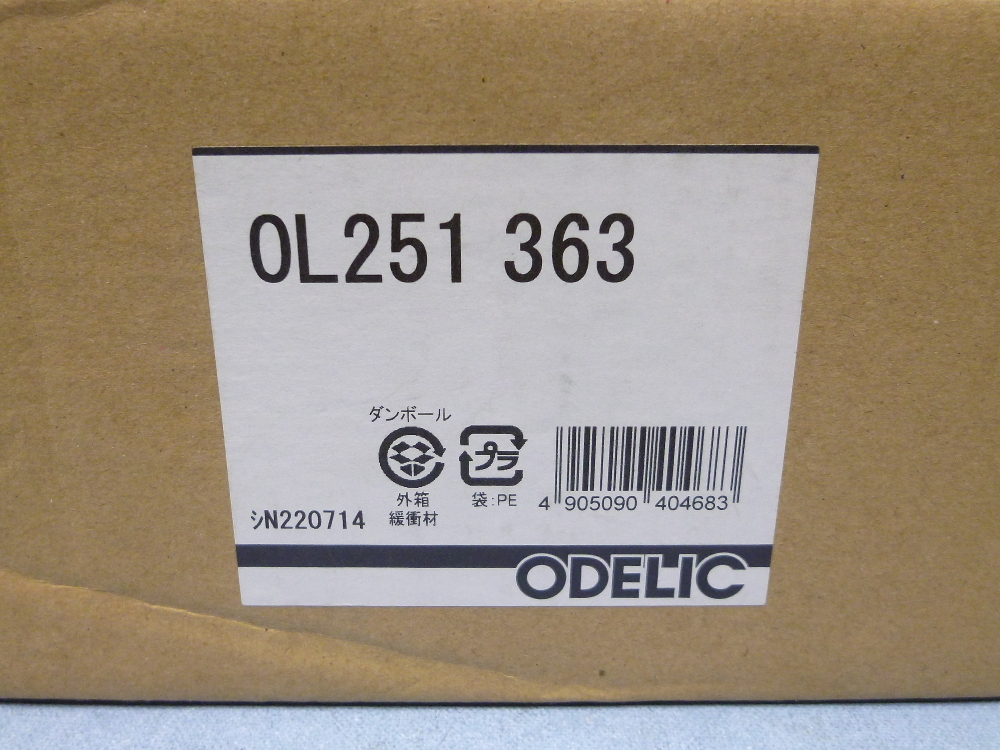 OL251 363
ダンボール
プラ
外箱
緩衝材
袋:PE
4 905090 404683
ｼN220714
ODELIC